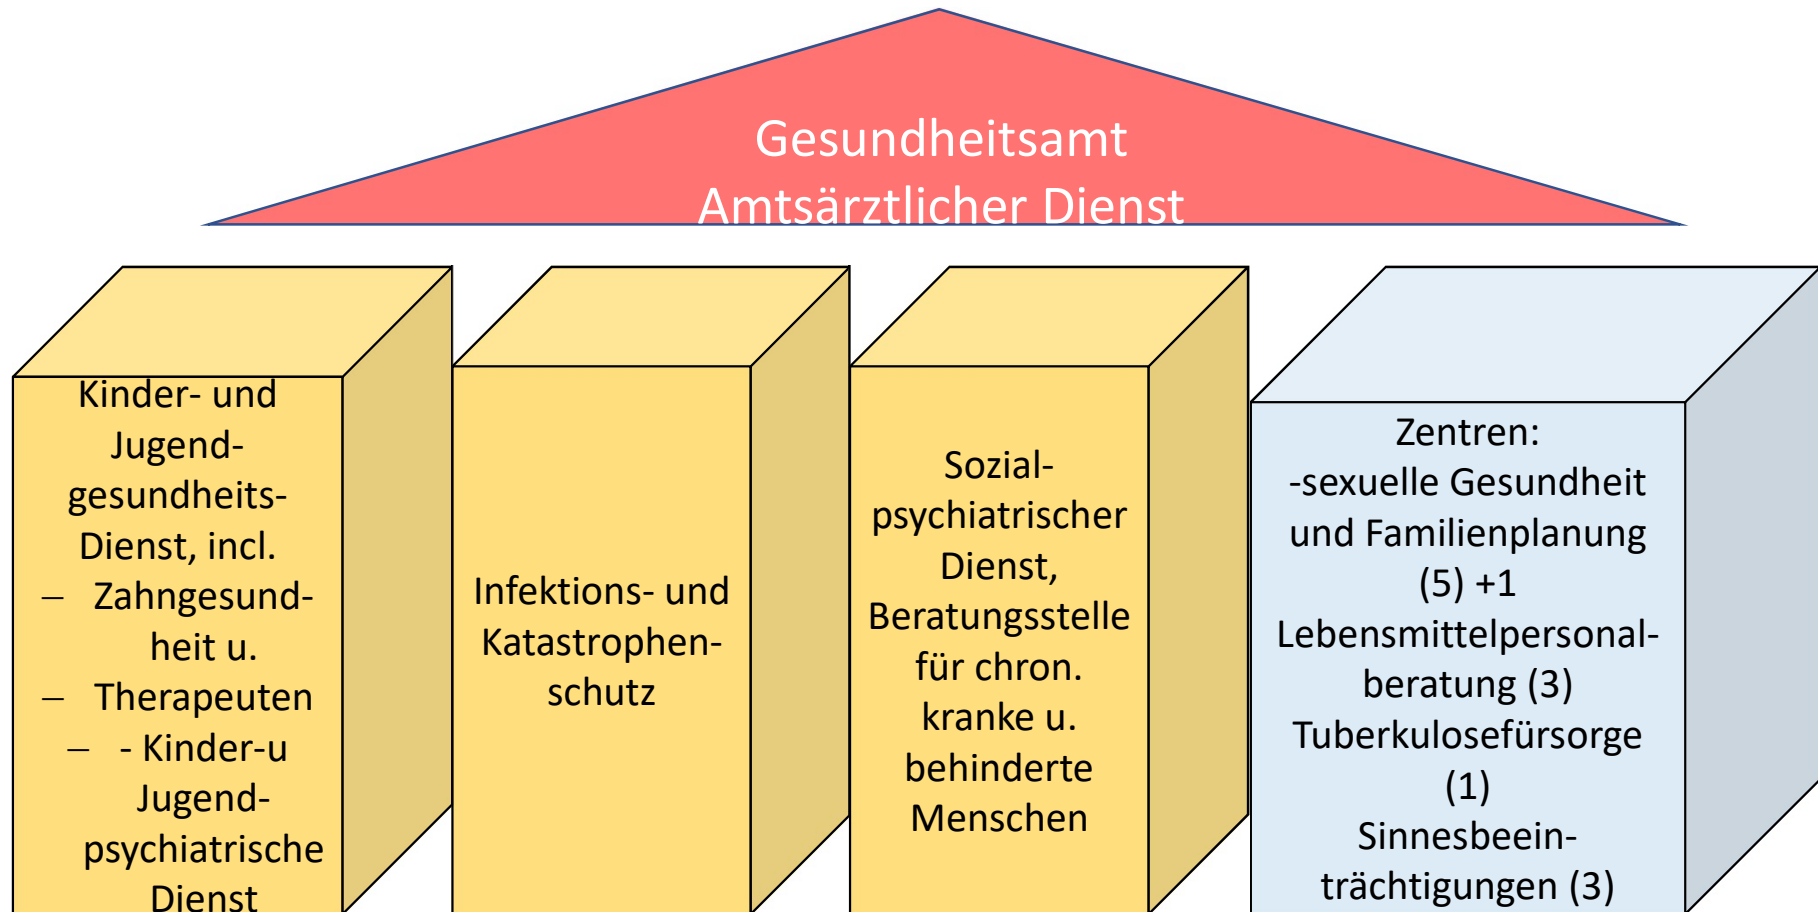 Gesundheitsamt
Amtsärztlicher Dienst
Kinder- und
Jugend-
gesundheits-
Dienst, incl.
– Zahngesund-
heit u.
– Therapeuten
– - Kinder-u
Jugend-
psychiatrische
Dienst
Infektions- und
Katastrophen-
schutz
Sozial-
psychiatrischer
Dienst,
Beratungsstelle
für chron.
kranke u.
behinderte
Menschen
Zentren:
-sexuelle Gesundheit
und Familienplanung
(5) +1
Lebensmittelpersonal-
beratung (3)
Tuberkulosefürsorge
(1)
Sinnesbeein-
trächtigungen (3)